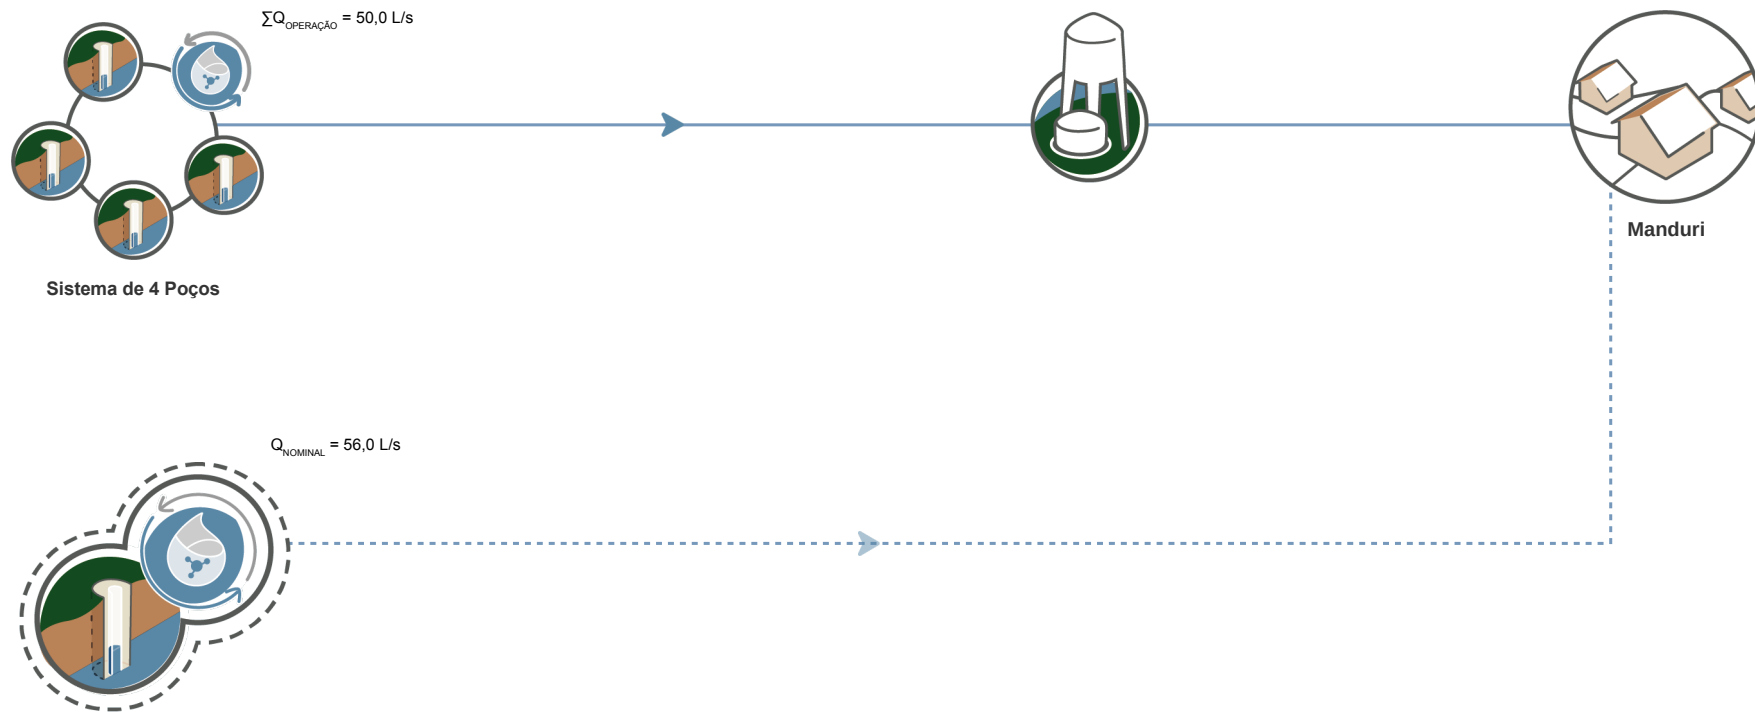 ∑Q_OPERAÇÃO = 50,0 L/s
Sistema de 4 Poços
Manduri
Q_NOMINAL = 56,0 L/s